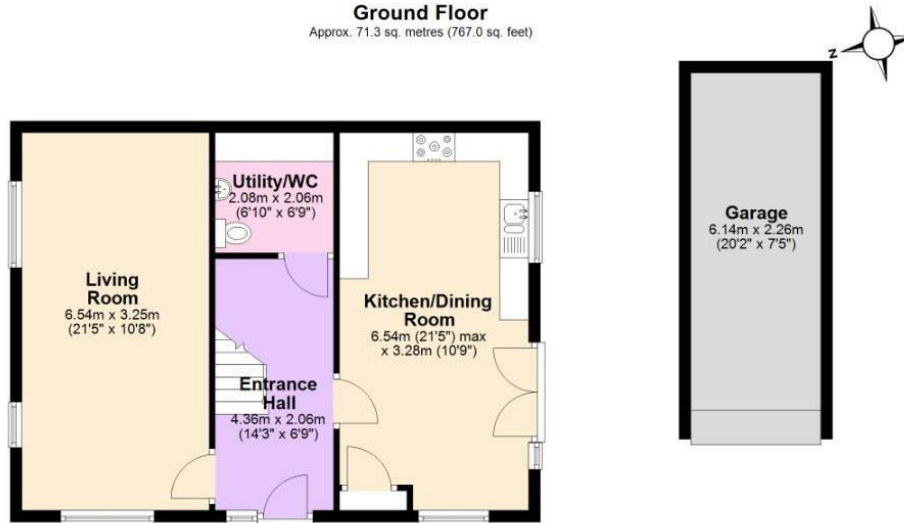 Ground Floor
Approx. 71.3 sq. metres (767.0 sq. feet)
N
Utility/WC
2.08m x 2.06m
(6'10" x 6'9")
Garage
6.14m x 2.26m
(20'2" x 7'5")
Living
Room
6.54m x 3.25m
(21'5" x 10'8")
Kitchen/Dining
Room
6.54m (21'5") max
x 3.28m (10'9")
Entrance
Hall
4.36m x 2.06m
(14'3" x 6'9")